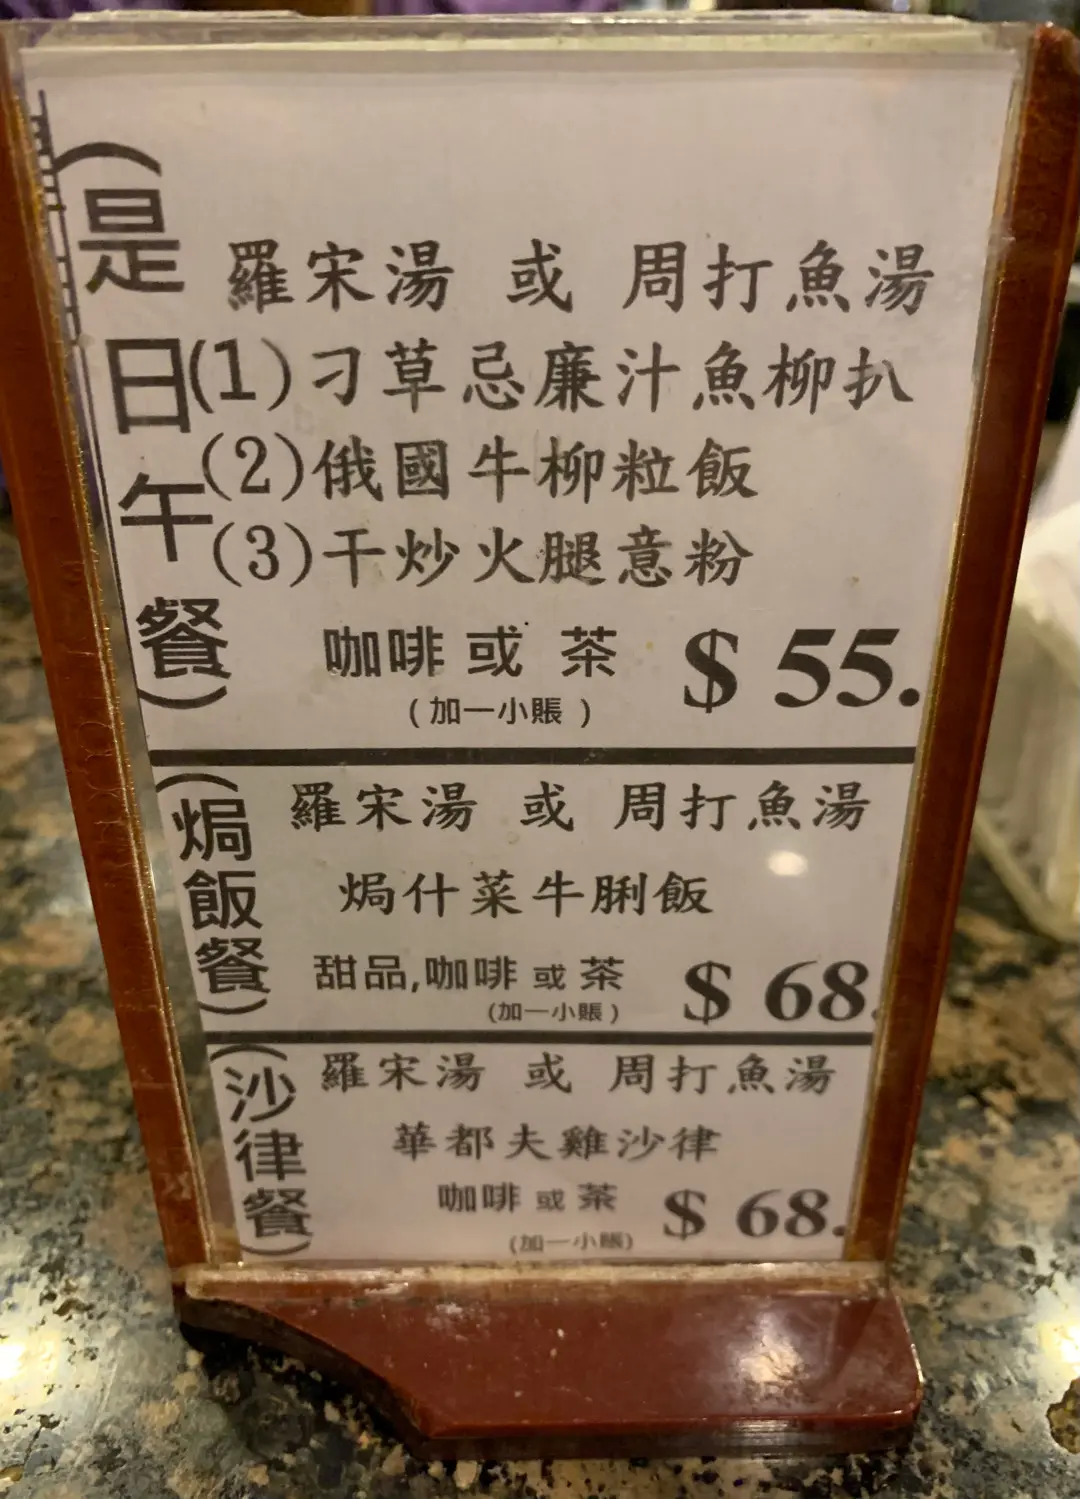 (是日午餐)
羅宋湯 或 周打魚湯
(1)刁草忌廉汁魚柳扒
(2)俄國牛柳粒飯
(3)干炒火腿意粉
咖啡或 茶 $ 55.
(加一小賬)
(焗飯餐)
羅宋湯 或 周打魚湯
焗什菜牛脷飯
甜品,咖啡 或 茶 $ 68.
(加一小賬)
(沙律餐)
羅宋湯 或 周打魚湯
華都夫雞沙律
咖啡 或 茶 $ 68.
(加一小賬)